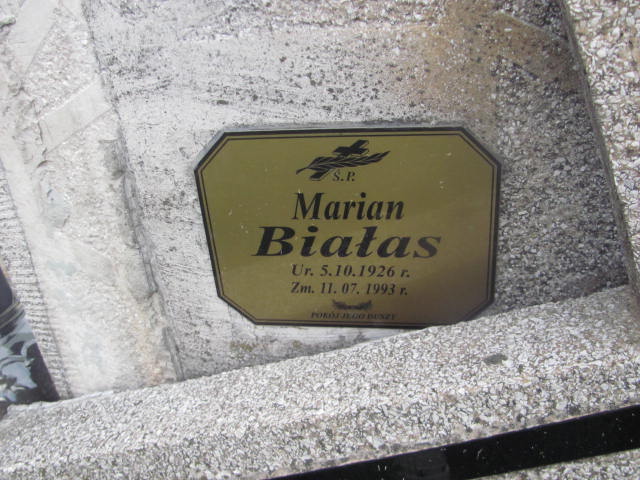 Ś.P.
Marian
Białas
Ur. 5.10.1926 r.
Zm. 11.07.1993 r.
POKÓJ JEGO DUSZY